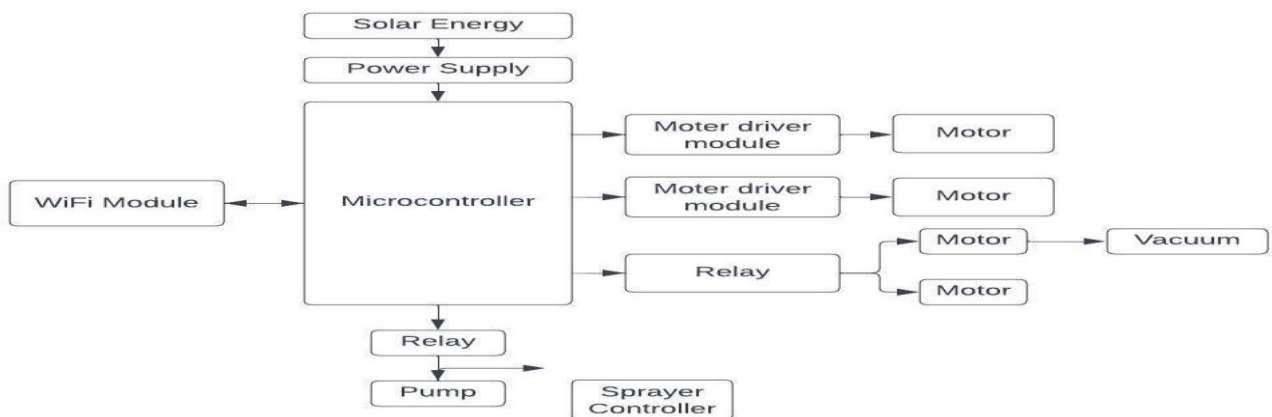 Solar Energy
Power Supply
Moter driver
module
Motor
WiFi Module
Microcontroller
Moter driver
module
Motor
Relay
Motor
Vacuum
Motor
Relay
Pump
Sprayer
Controller